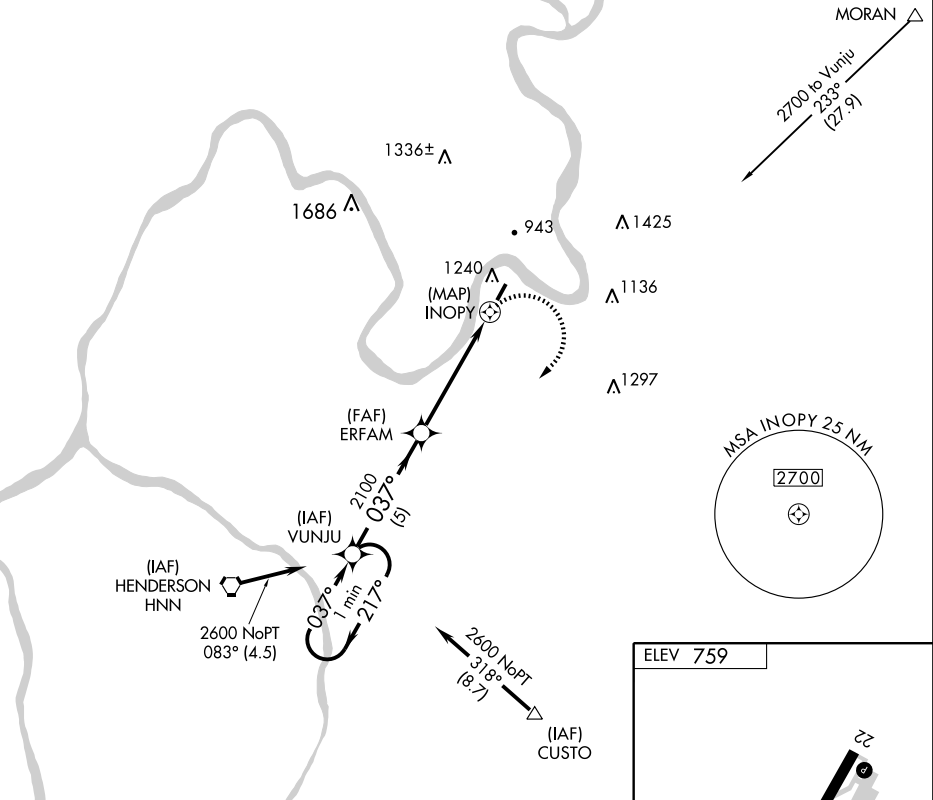 MORAN
2700 to Vunju
233°
(27.9)
1336±
1686
943
1425
1240
1136
(MAP)
INOPY
1297
(FAF)
ERFAM
MSA INOPY 25 NM
2700
2100
037°
(5)
(IAF)
VUNJU
(IAF)
HENDERSON
HNN
037°
1 min
217°
2600 NoPT
083° (4.5)
2600 NoPT
318°
(8.7)
(IAF)
CUSTO
ELEV 759
22
P